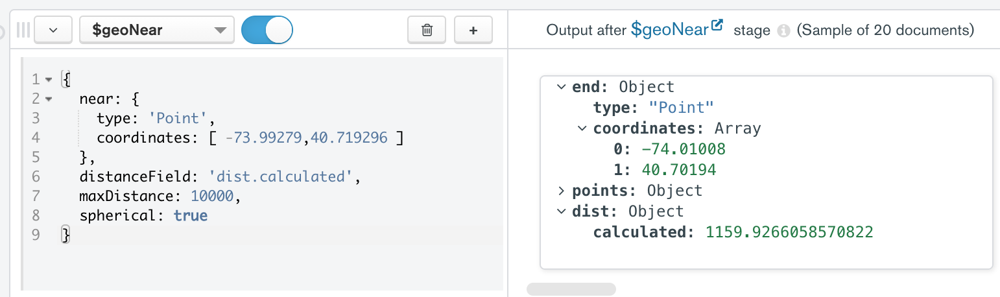 $geoNear
+
1 {
2 near: {
3 type: 'Point',
4 coordinates: [ -73.99279,40.719296 ]
5 },
6 distanceField: 'dist.calculated',
7 maxDistance: 10000,
8 spherical: true
9 }
Output after $geoNear stage i (Sample of 20 documents)
end: Object
type: "Point"
coordinates: Array
0: -74.01008
1: 40.70194
points: Object
dist: Object
calculated: 1159.9266058570822